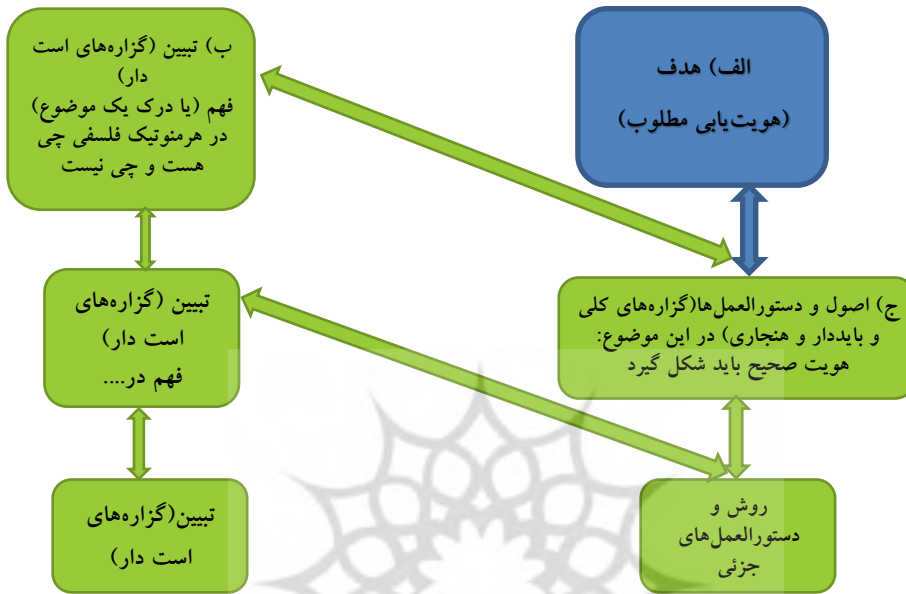 الف) هدف
(هویت‌یابی مطلوب)
ب) تبیین (گزاره‌های است
دار)
فهم (یا درک یک موضوع)
در هرمنوتیک فلسفی چی
هست و چی نیست
ج) اصول و دستورالعمل‌ها(گزاره‌های کلی
و بایددار و هنجاری) در این موضوع:
هویت صحیح باید شکل گیرد
تبیین (گزاره‌های
است دار)
فهم در....
روش و
دستورالعمل‌های
جزئی
تبیین(گزاره‌های
است دار)